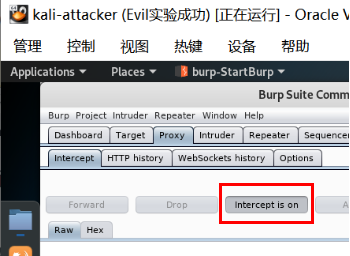 kali-attacker (Evil实验成功) [正在运行] - Oracle V
管理 控制 视图 热键 设备 帮助
Applications Places burp-StartBurp
Burp Suite Comm
Burp Project Intruder Repeater Window Help
Dashboard Target Proxy Intruder Repeater Sequencer
Intercept HTTP history WebSockets history Options
Forward Drop Intercept is on A
Raw Hex